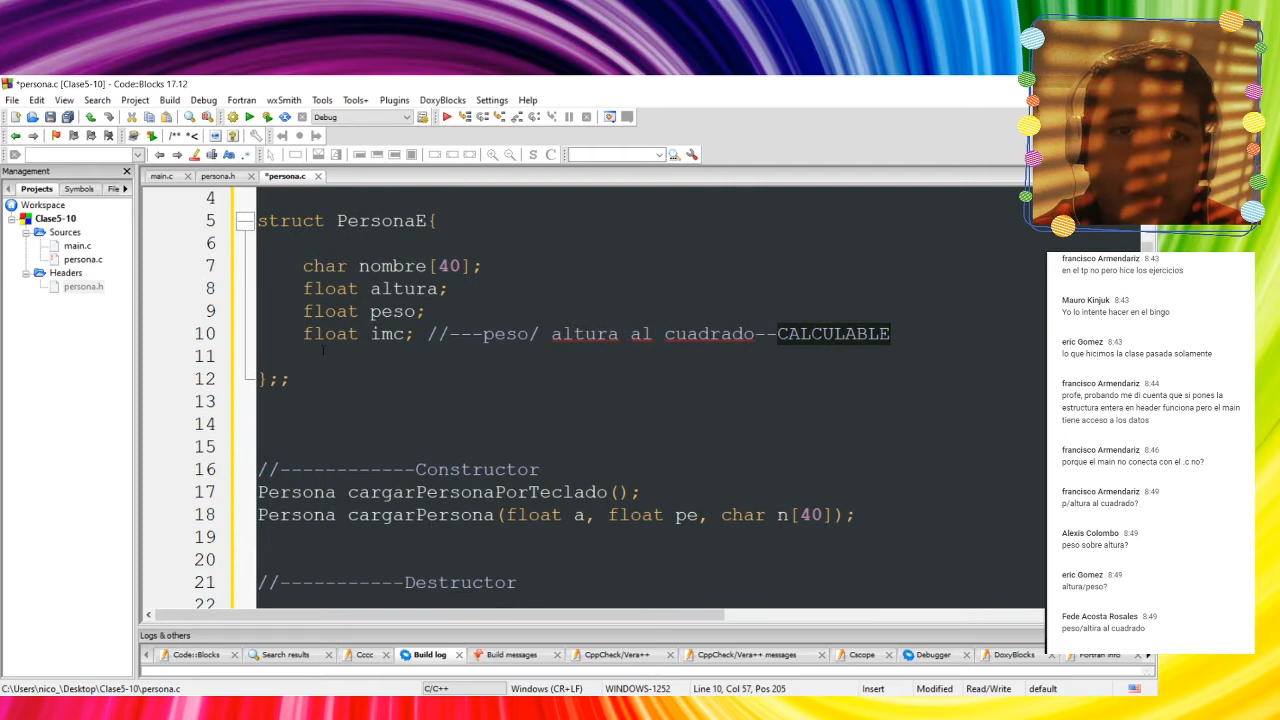 *persona.c [Clase5-10] - Code::Blocks 17.12
File Edit View Search Project Build Debug Fortran wxSmith Tools Tools+ Plugins DoxyBlocks Settings Help
Debug
/** *<
S C
Management
main.c persona.h *persona.c
Projects Symbols File
Workspace
Clase5-10
Sources
main.c
persona.c
Headers
persona.h
4
5 struct PersonaE{
6
7 char nombre[40];
8 float altura;
9 float peso;
10 float imc; //---peso/ altura al cuadrado--CALCULABLE
11
12 };;
13
14
15
16 //------------Constructor
17 Persona cargarPersonaPorTeclado();
18 Persona cargarPersona(float a, float pe, char n[40]);
19
20
21 //-----------Destructor
22
Logs & others
Code::Blocks Search results Cccc Build log Build messages CppCheck/Vera++ CppCheck/Vera++ messages Cscope Debugger DoxyBlocks Fortran info
C:\Users\nico_\Desktop\Clase5-10\persona.c C/C++ Windows (CR+LF) WINDOWS-1252 Line 10, Col 57, Pos 205 Insert Modified Read/Write default
francisco Armendariz 8:43
en el tp no pero hice los ejercicios
Mauro Kinjuk 8:43
Yo lo intente hacer en el bingo
eric Gomez 8:43
lo que hicimos la clase pasada solamente
francisco Armendariz 8:44
profe, probando me di cuenta que si pones la
estructura entera en header funciona pero el main
tiene acceso a los datos
francisco Armendariz 8:46
porque el main no conecta con el .c no?
francisco Armendariz 8:49
p/altura al cuadrado?
Alexis Colombo 8:49
peso sobre altura?
eric Gomez 8:49
altura/peso?
Fede Acosta Rosales 8:49
peso/altira al cuadrado